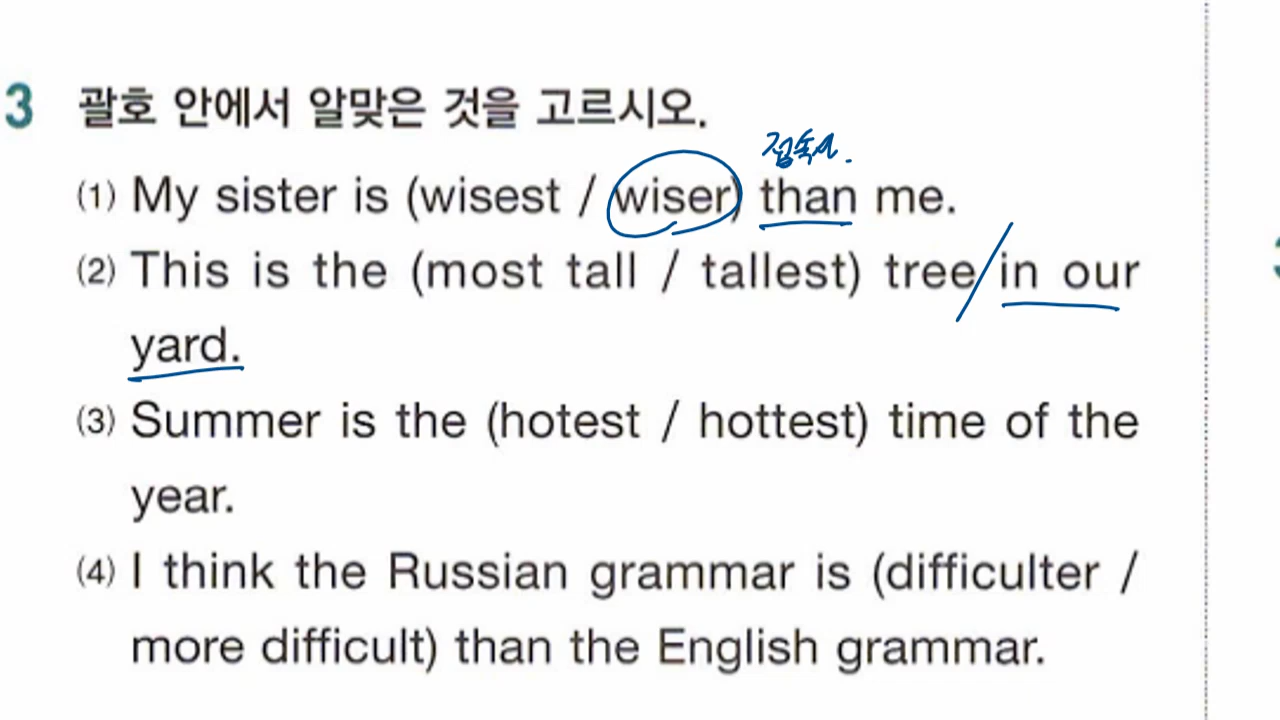 3 괄호 안에서 알맞은 것을 고르시오.
접속사.
(1) My sister is (wisest / wiser) than me.
(2) This is the (most tall / tallest) tree / in our
yard.
(3) Summer is the (hotest / hottest) time of the
year.
(4) I think the Russian grammar is (difficulter /
more difficult) than the English grammar.